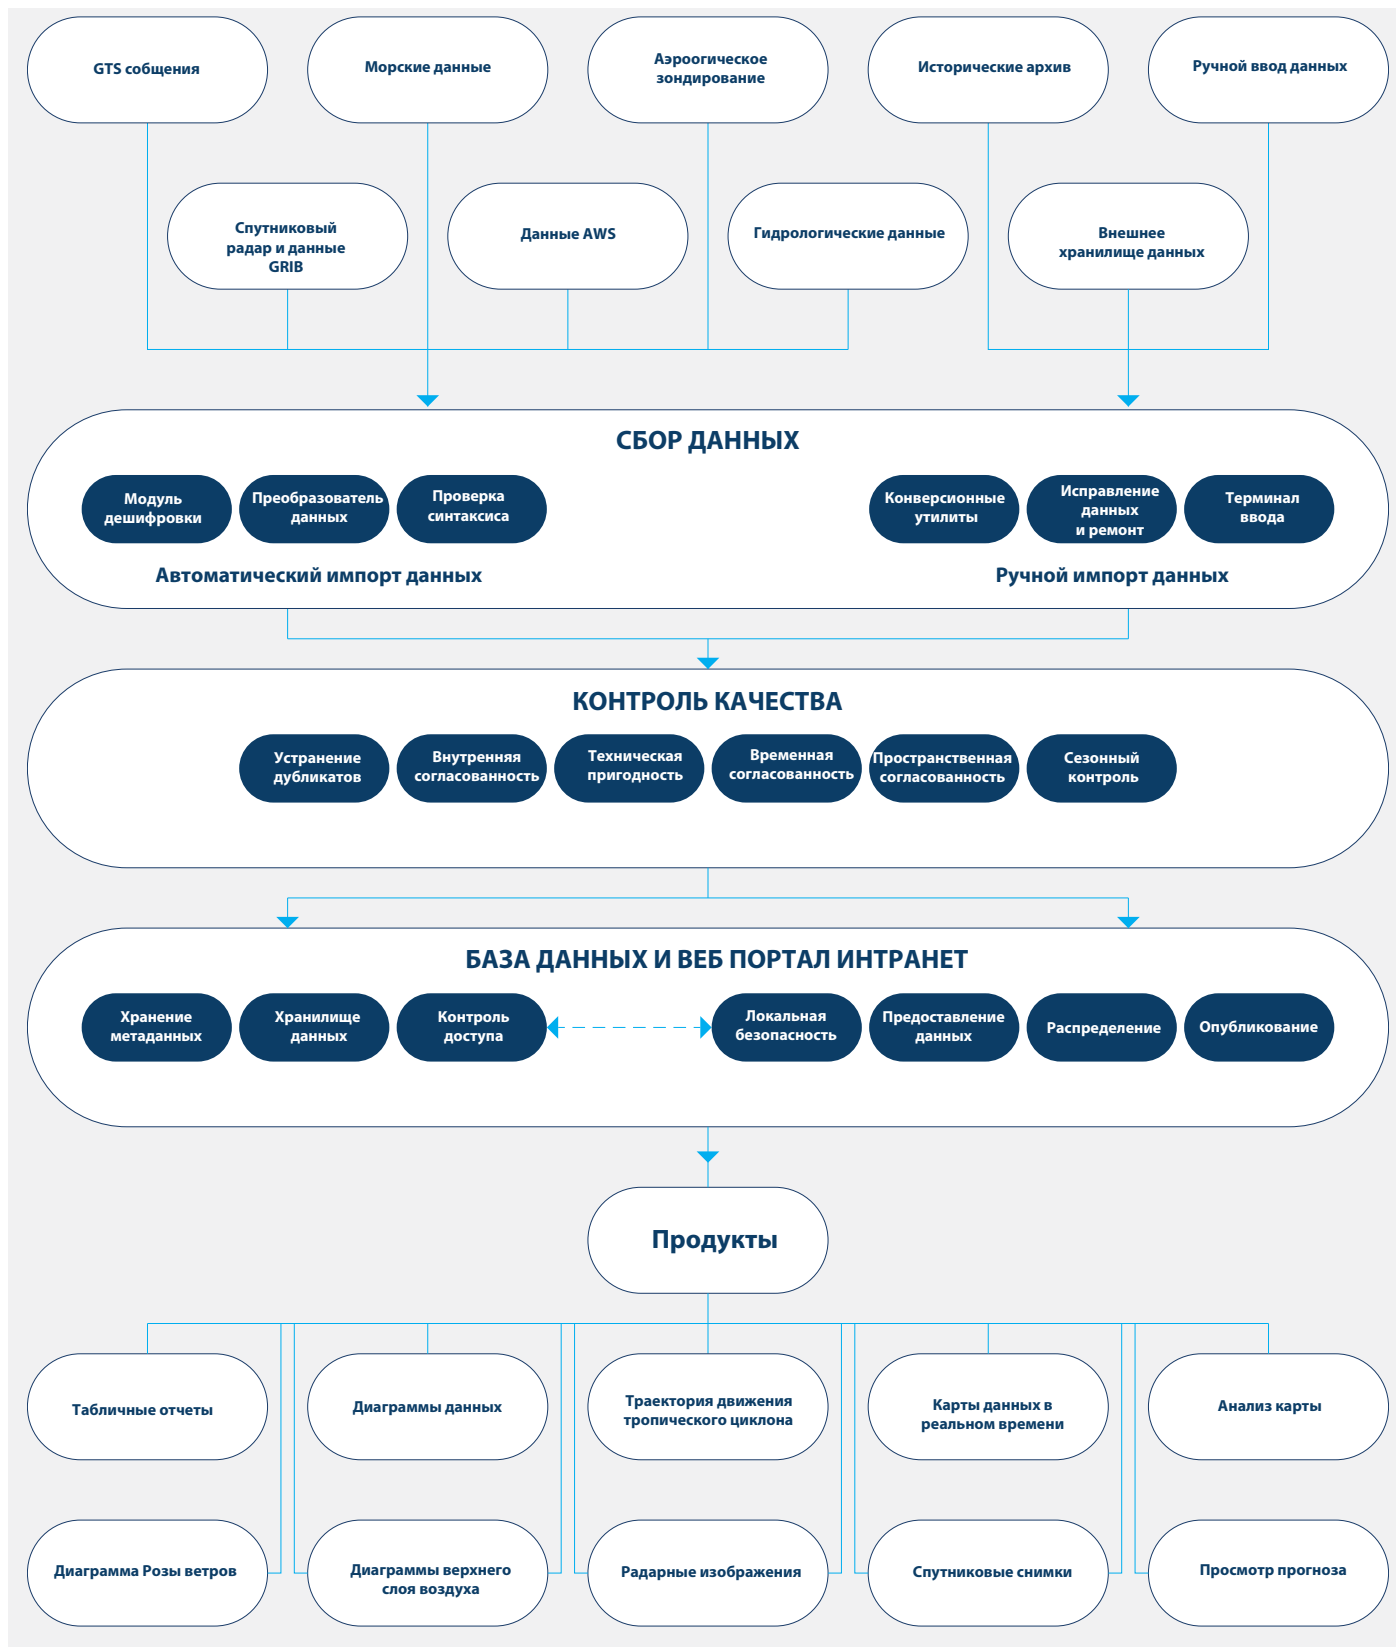 GTS собщения
Морские данные
Аэроогическое
зондирование
Исторические архив
Ручной ввод данных
Спутниковый
радар и данные
GRIB
Данные AWS
Гидрологические данные
Внешнее
хранилище данных
СБОР ДАННЫХ
Модуль
дешифровки
Преобразователь
данных
Проверка
синтаксиса
Конверсионные
утилиты
Исправление
данных
и ремонт
Терминал
ввода
Автоматический импорт данных
Ручной импорт данных
КОНТРОЛЬ КАЧЕСТВА
Устранение
дубликатов
Внутренняя
согласованность
Техническая
пригодность
Временная
согласованность
Пространственная
согласованность
Сезонный
контроль
БАЗА ДАННЫХ И ВЕБ ПОРТАЛ ИНТРАНЕТ
Хранение
метаданных
Хранилище
данных
Контроль
доступа
Локальная
безопасность
Предоставление
данных
Распределение
Опубликование
Продукты
Табличные отчеты
Диаграммы данных
Траектория движения
тропического циклона
Карты данных в
реальном времени
Анализ карты
Диаграмма Розы ветров
Диаграммы верхнего
слоя воздуха
Радарные изображения
Спутниковые снимки
Просмотр прогноза